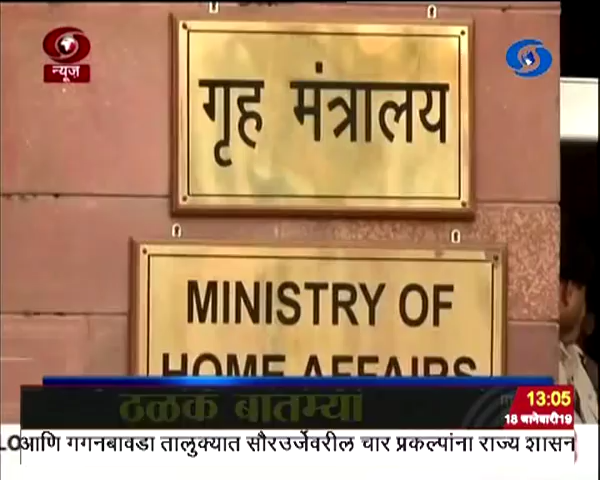 न्यूज़
गृह मंत्रालय
MINISTRY OF
HOME AFFAIRS
ठळक बातम्या
13:05
18 जानेवारी19
आणि गगनबावडा तालुक्यात सौरउर्जेवरील चार प्रकल्पांना राज्य शासन